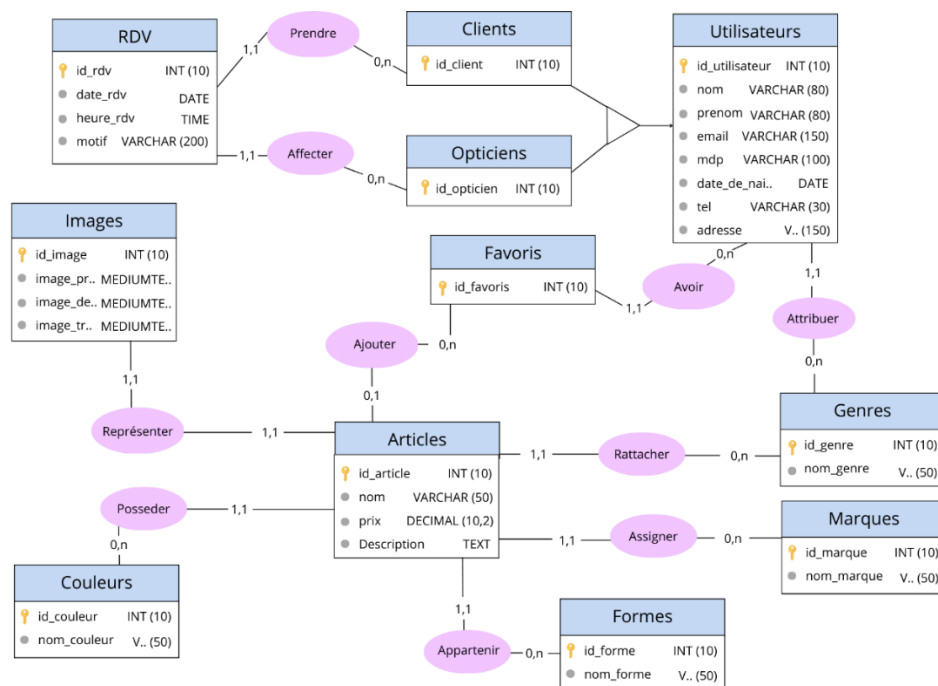 RDV
id_rdv INT (10)
date_rdv DATE
heure_rdv TIME
motif VARCHAR (200)
Prendre
1,1
0,n
Clients
id_client INT (10)
Utilisateurs
id_utilisateur INT (10)
nom VARCHAR (80)
prenom VARCHAR (80)
email VARCHAR (150)
mdp VARCHAR (100)
date_de_nai.. DATE
tel VARCHAR (30)
adresse V.. (150)
Affecter
1,1
0,n
Opticiens
id_opticien INT (10)
Images
id_image INT (10)
image_pr.. MEDIUMTE..
image_de.. MEDIUMTE..
image_tr.. MEDIUMTE..
Favoris
id_favoris INT (10)
0,n
Avoir
1,1
1,1
Attribuer
0,n
Ajouter
0,n
0,1
1,1
Représenter
1,1
Articles
id_article INT (10)
nom VARCHAR (50)
prix DECIMAL (10,2)
Description TEXT
1,1
Rattacher
0,n
Genres
id_genre INT (10)
nom_genre V.. (50)
Posseder
1,1
0,n
1,1
Assigner
0,n
Marques
id_marque INT (10)
nom_marque V.. (50)
Couleurs
id_couleur INT (10)
nom_couleur V.. (50)
1,1
Appartenir
0,n
Formes
id_forme INT (10)
nom_forme V.. (50)